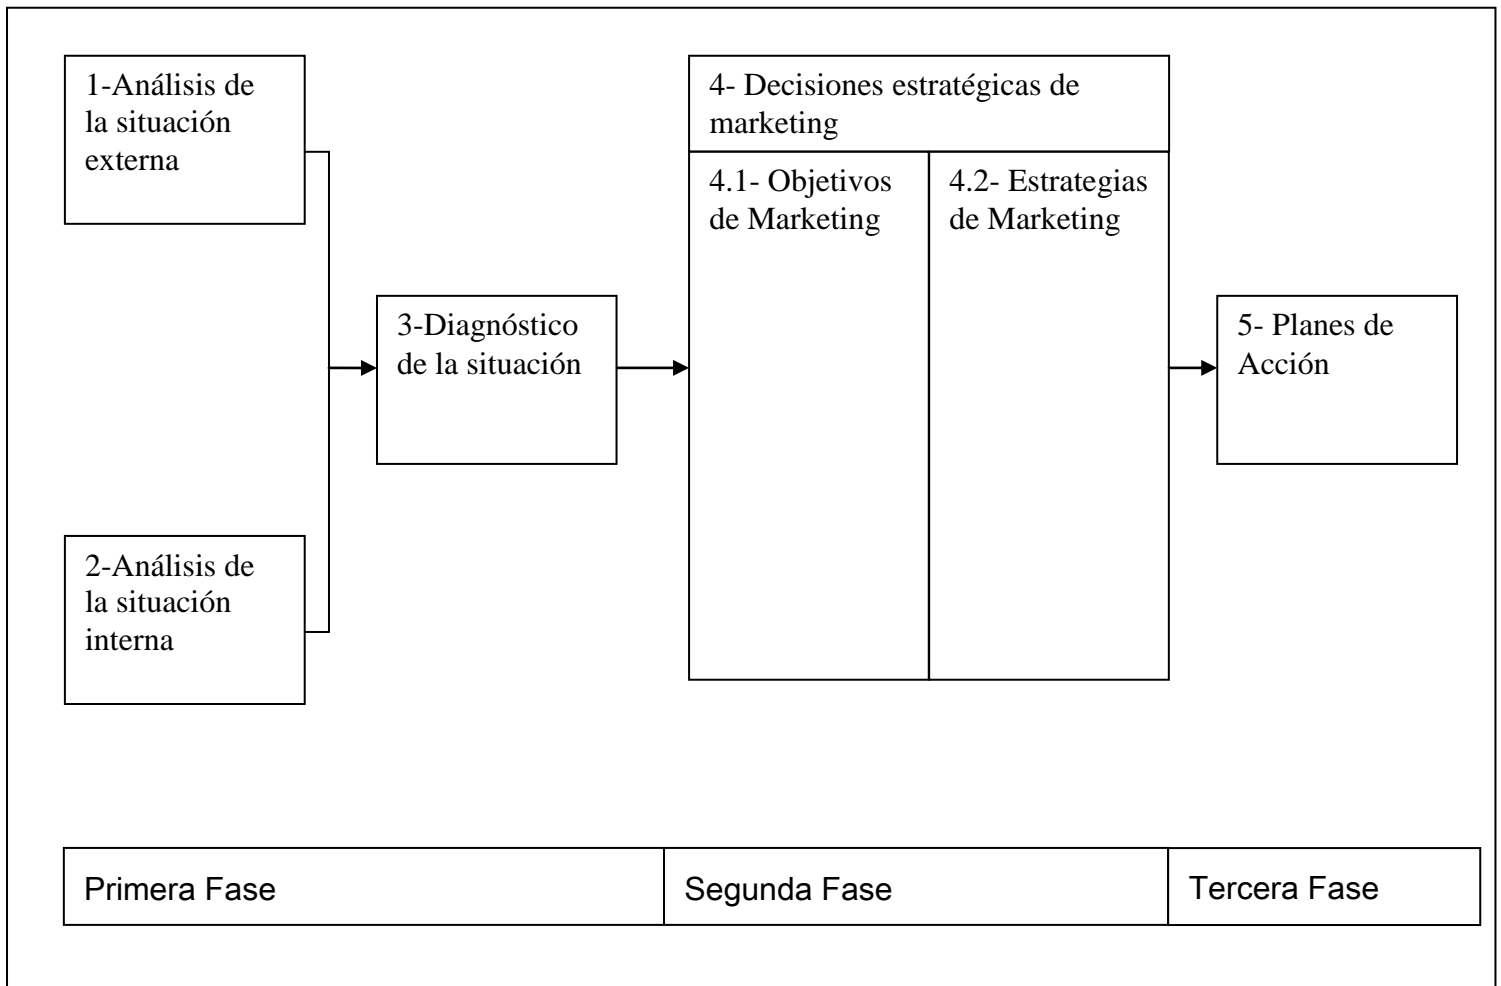 1-Análisis de
la situación
externa
2-Análisis de
la situación
interna
3-Diagnóstico
de la situación
4- Decisiones estratégicas de
marketing
4.1- Objetivos
de Marketing
4.2- Estrategias
de Marketing
5- Planes de
Acción
Primera Fase
Segunda Fase
Tercera Fase